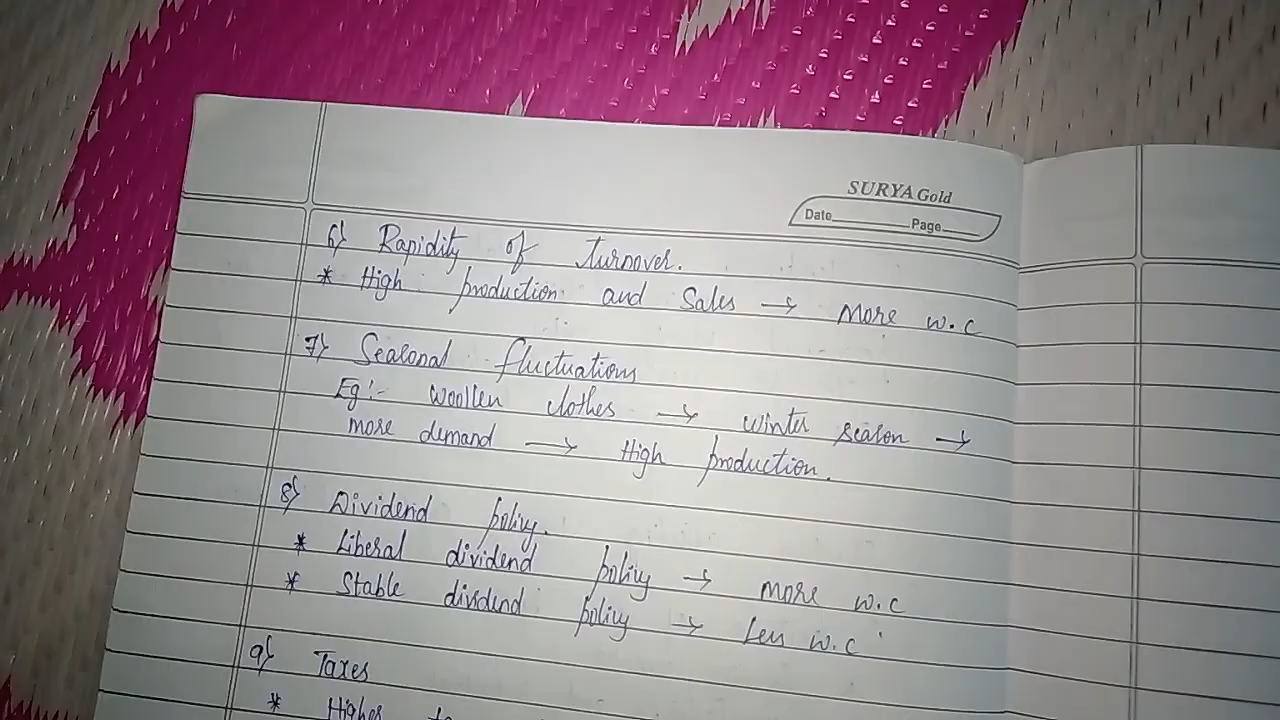 SURYA Gold
Date Page
6} Rapidity of turnover.
* High production and Sales → More w.c
7} Seasonal fluctuations
Eg:- woollen clothes → winter season →
more demand → High production.
8} Dividend policy.
* Liberal dividend policy → more w.c
* Stable dividend policy → Less w.c
9} Taxes
* Higher